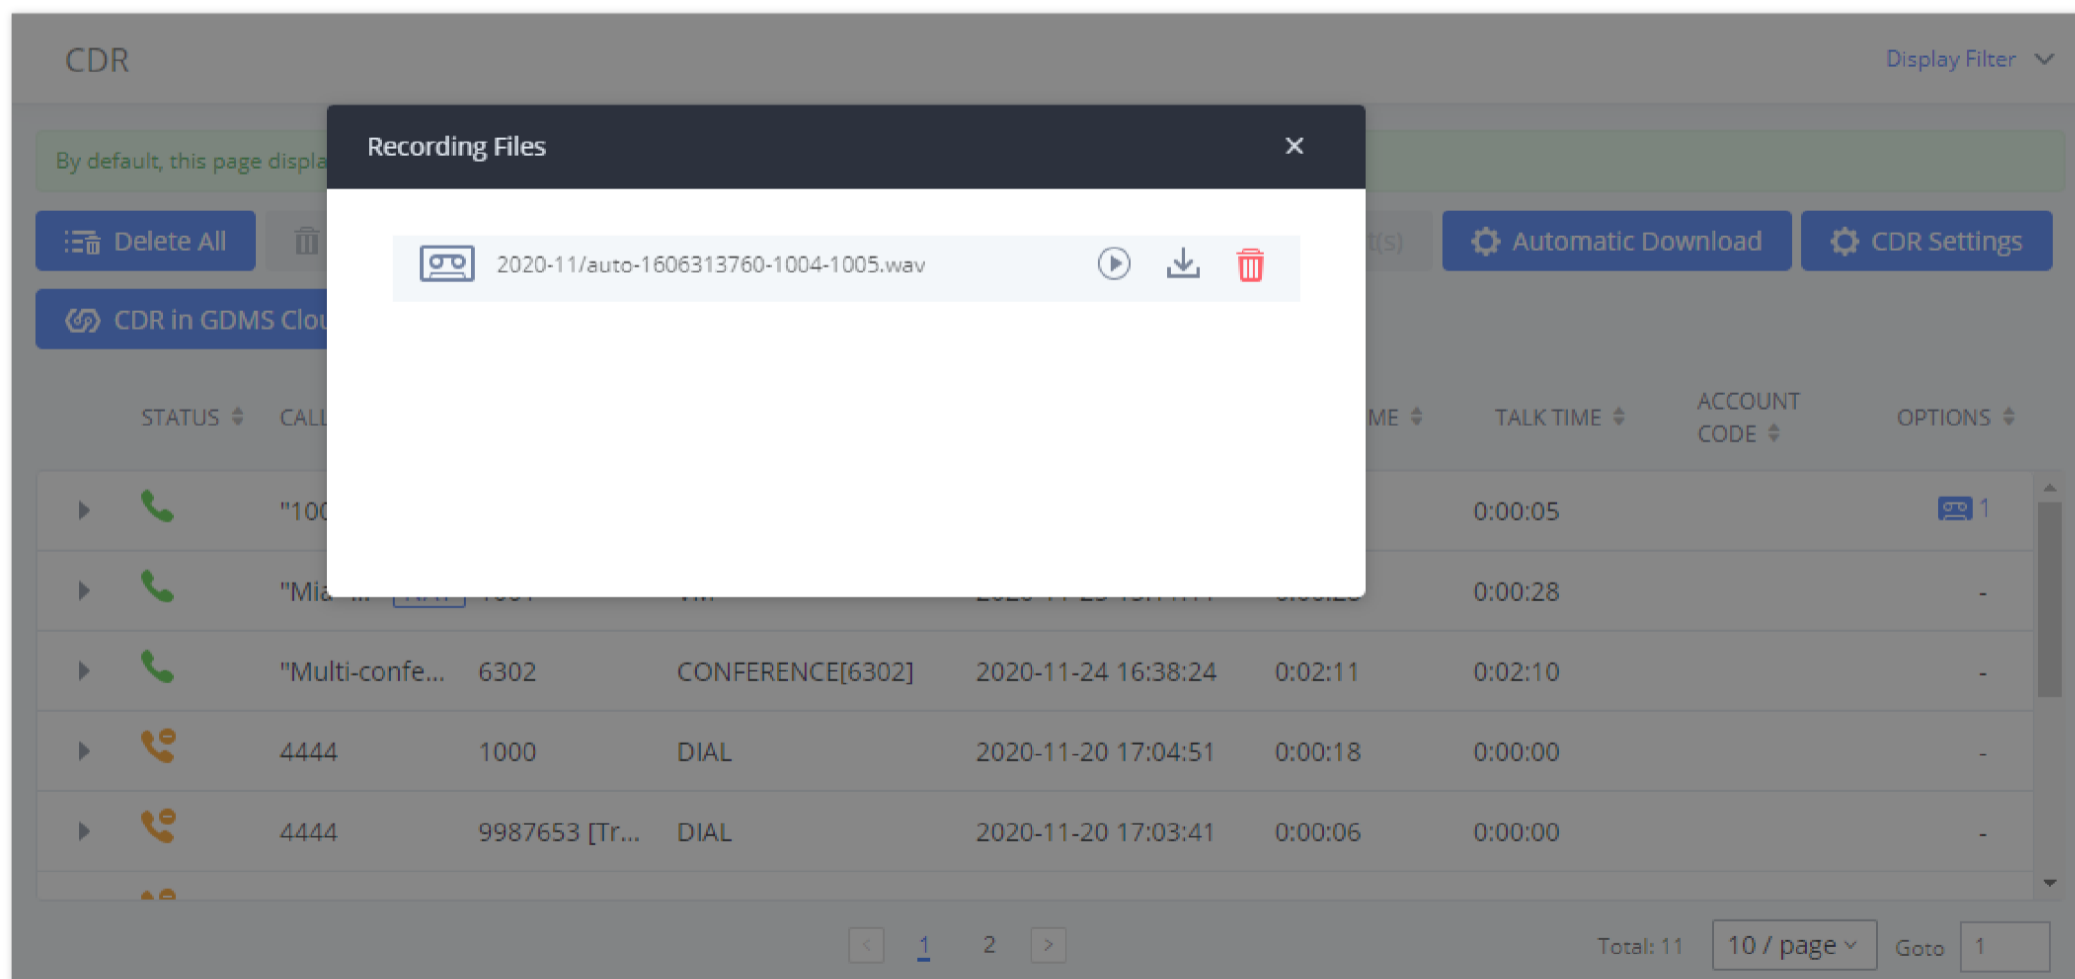 CDR
Display Filter
Recording Files
By default, this page displa
2020-11/auto-1606313760-1004-1005.wav
Delete All
t(s)
Automatic Download
CDR Settings
CDR in GDMS Clou
STATUS CALL ME TALK TIME ACCOUNT CODE OPTIONS
"100 0:00:05 1
"Mia 0:00:28 -
"Multi-confe... 6302 CONFERENCE[6302] 2020-11-24 16:38:24 0:02:11 0:02:10 -
4444 1000 DIAL 2020-11-20 17:04:51 0:00:18 0:00:00 -
4444 9987653 [Tr... DIAL 2020-11-20 17:03:41 0:00:06 0:00:00 -
< 1 2 > Total: 11 10 / page Goto 1